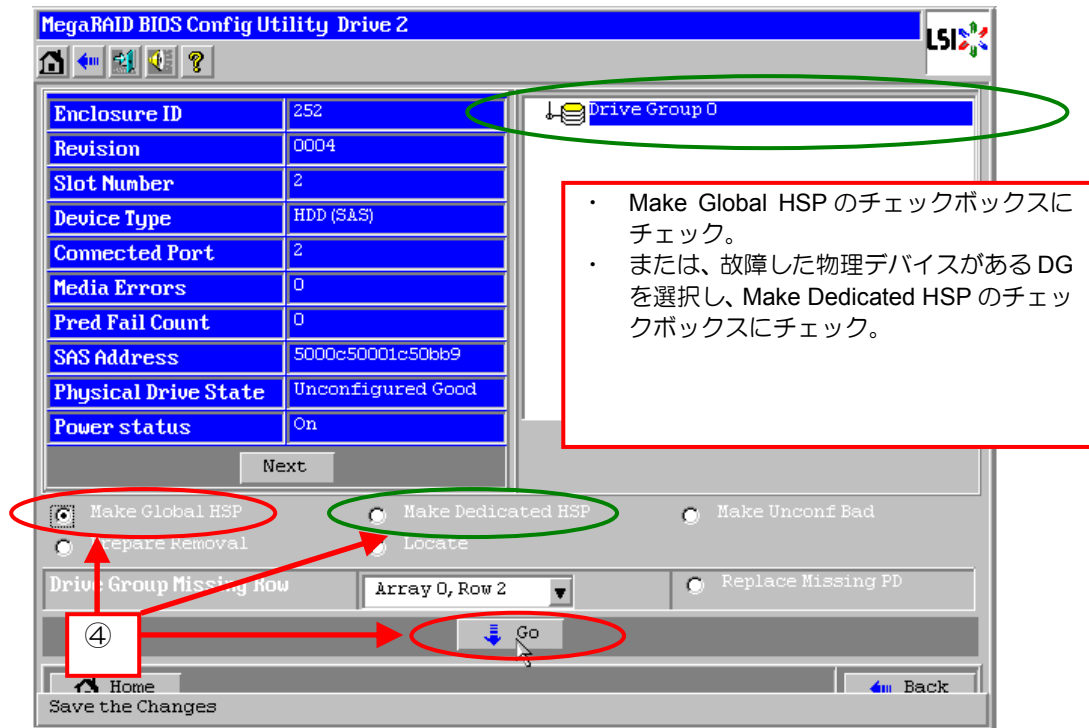 MegaRAID BIOS Config Utility Drive 2
LSI
Enclosure ID 252
Revision 0004
Slot Number 2
Device Type HDD (SAS)
Connected Port 2
Media Errors 0
Pred Fail Count 0
SAS Address 5000c50001c50bb9
Physical Drive State Unconfigured Good
Power status On
Next
Drive Group 0
・ Make Global HSP のチェックボックスに
チェック。
・ または、故障した物理デバイスがある DG
を選択し、Make Dedicated HSP のチェッ
クボックスにチェック。
Make Global HSP Make Dedicated HSP Make Unconf Bad
Prepare Removal Locate
Drive Group Missing Row Array 0, Row 2 Replace Missing PD
④
Go
Home Back
Save the Changes